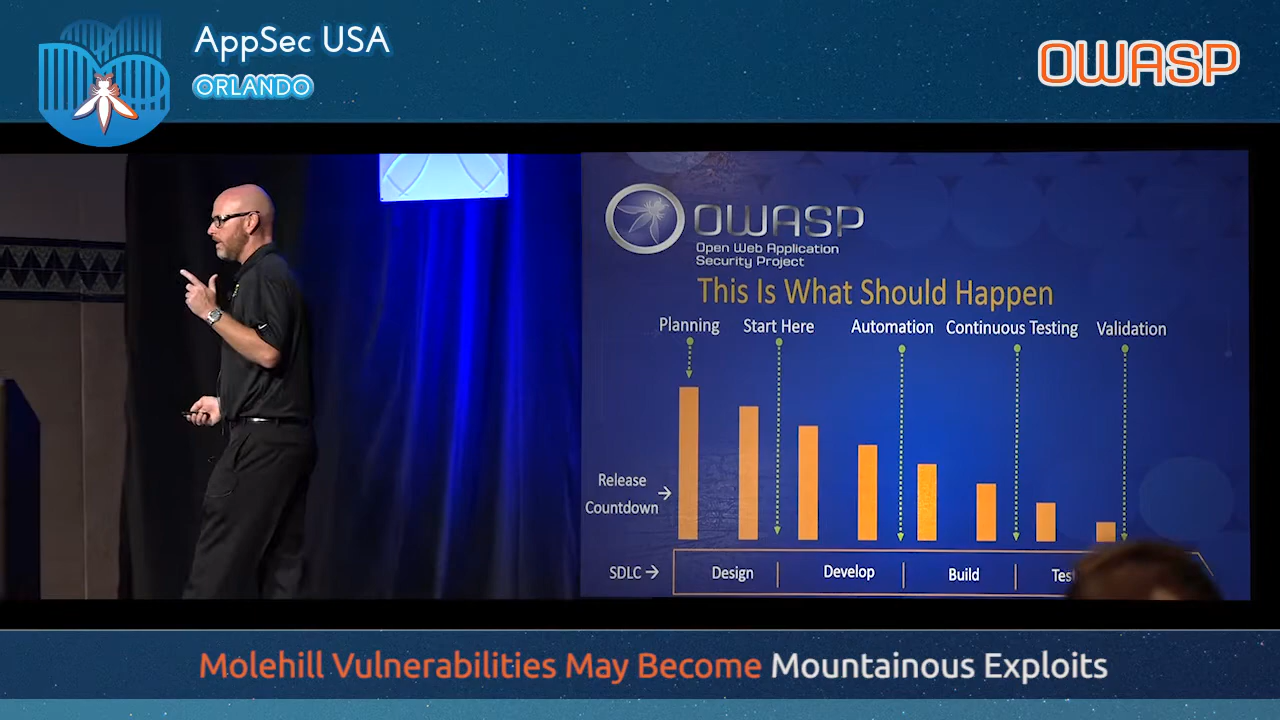 AppSec USA
ORLANDO
OWASP
OWASP
Open Web Application
Security Project
This Is What Should Happen
Planning Start Here Automation Continuous Testing Validation
Release
Countdown →
SDLC → Design Develop Build
Molehill Vulnerabilities May Become Mountainous Exploits